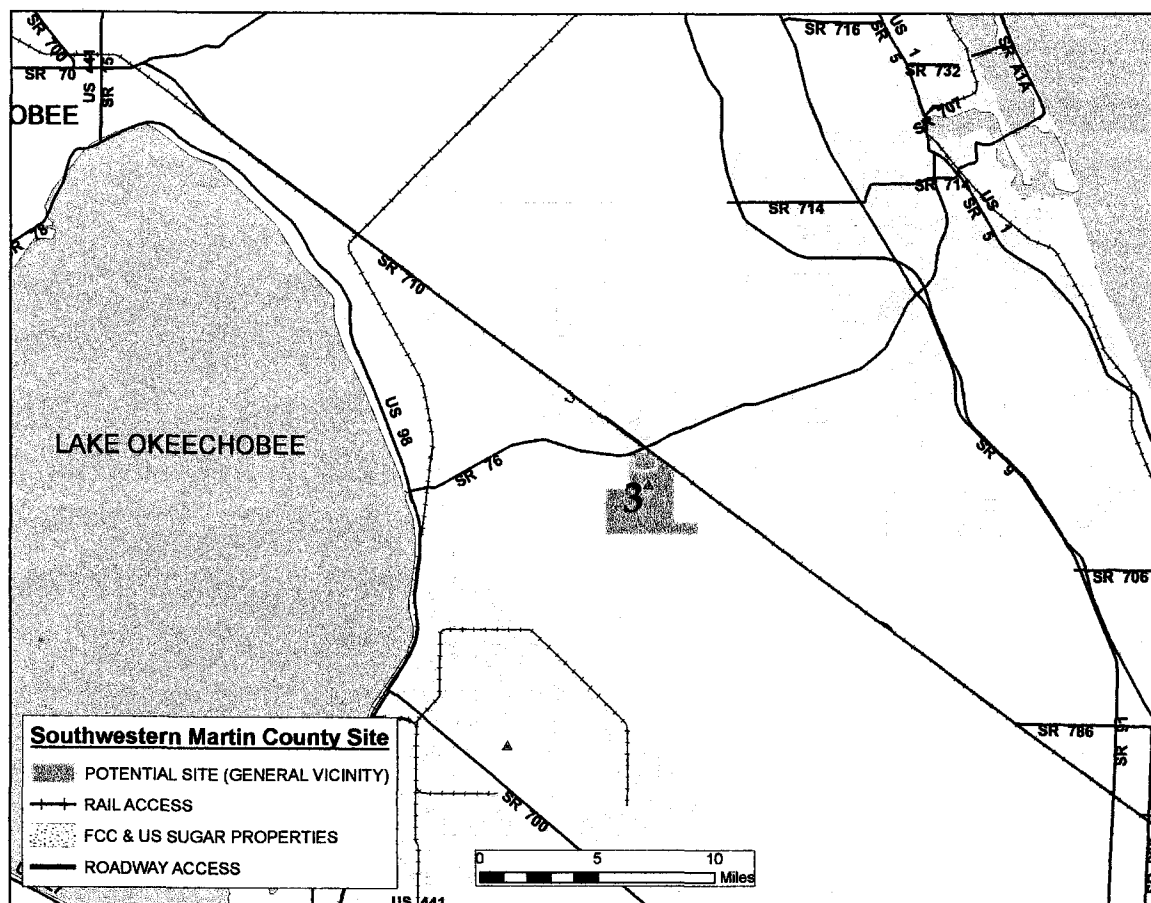 SR 700
SR 70
US 441
SR 15
OBEE
R 78
SR 716
US 1
SR 5
SR 732
SR A1A
SR 707
SR 714
SR 714
US 1
SR 5
SR 710
US 98
LAKE OKEECHOBEE
SR 76
3
SR 9
SR 706
SR 786
SR 700
US 441
Southwestern Martin County Site
POTENTIAL SITE (GENERAL VICINITY)
RAIL ACCESS
FCC & US SUGAR PROPERTIES
ROADWAY ACCESS
0 5 10
Miles